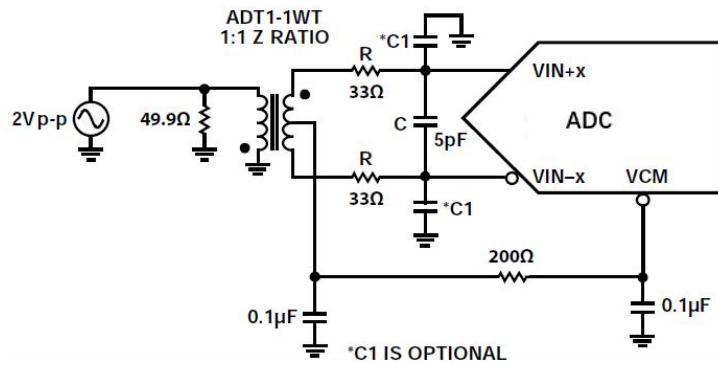 ADT1-1WT
1:1 Z RATIO
*C1
R
33Ω
VIN+x
2V p-p
49.9Ω
C
5pF
ADC
R
33Ω
VIN–x
VCM
*C1
200Ω
0.1µF
0.1µF
*C1 IS OPTIONAL